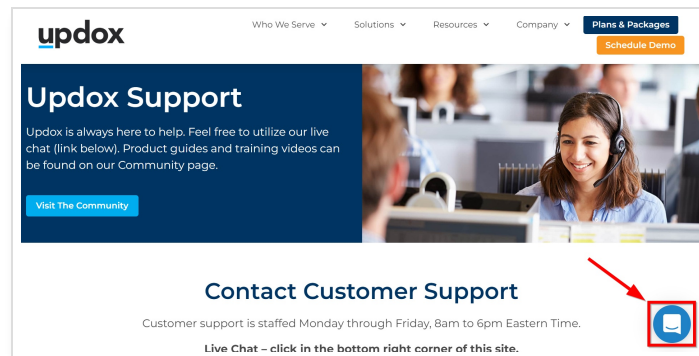 updox
Who We Serve
Solutions
Resources
Company
Plans & Packages
Schedule Demo
Updox Support
Updox is always here to help. Feel free to utilize our live
chat (link below). Product guides and training videos can
be found on our Community page.
Visit The Community
Contact Customer Support
Customer support is staffed Monday through Friday, 8am to 6pm Eastern Time.
Live Chat – click in the bottom right corner of this site.